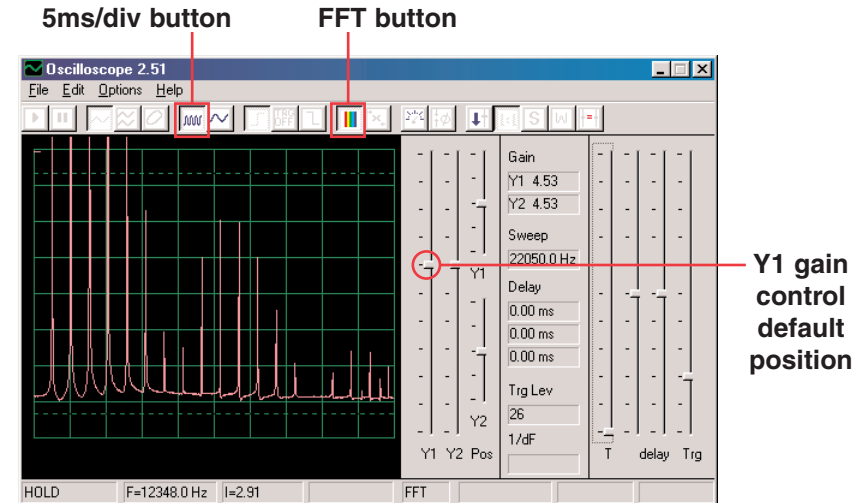 5ms/div button
FFT button
Oscilloscope 2.51
File Edit Options Help
TRG OFF
S W
Gain
Y1 4.53
Y2 4.53
Sweep
22050.0 Hz
Delay
0.00 ms
0.00 ms
0.00 ms
Trg Lev
26
1/dF
Y1
Y2
Y1 Y2 Pos
T delay Trg
Y1 gain
control
default
position
HOLD F=12348.0 Hz I=2.91 FFT